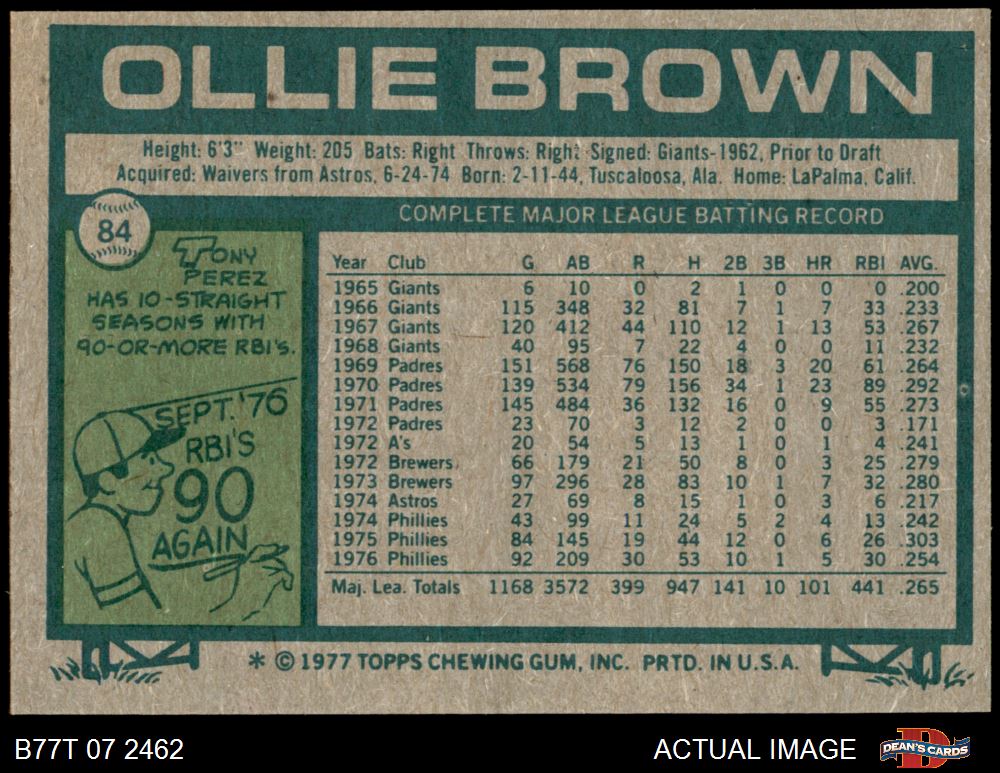 OLLIE BROWN
Height: 6'3" Weight: 205 Bats: Right Throws: Right Signed: Giants-1962, Prior to Draft
Acquired: Waivers from Astros, 6-24-74 Born: 2-11-44, Tuscaloosa, Ala. Home: LaPalma, Calif.
84
TONY
PEREZ
HAS 10-STRAIGHT
SEASONS WITH
90-OR-MORE RBI'S.
SEPT. '76
RBI'S
90
AGAIN
COMPLETE MAJOR LEAGUE BATTING RECORD
Year Club G AB R H 2B 3B HR RBI AVG.
1965 Giants 6 10 0 2 1 0 0 0 .200
1966 Giants 115 348 32 81 7 1 7 33 .233
1967 Giants 120 412 44 110 12 1 13 53 .267
1968 Giants 40 95 7 22 4 0 0 11 .232
1969 Padres 151 568 76 150 18 3 20 61 .264
1970 Padres 139 534 79 156 34 1 23 89 .292
1971 Padres 145 484 36 132 16 0 9 55 .273
1972 Padres 23 70 3 12 2 0 0 3 .171
1972 A's 20 54 5 13 1 0 1 4 .241
1972 Brewers 66 179 21 50 8 0 3 25 .279
1973 Brewers 97 296 28 83 10 1 7 32 .280
1974 Astros 27 69 8 15 1 0 3 6 .217
1974 Phillies 43 99 11 24 5 2 4 13 .242
1975 Phillies 84 145 19 44 12 0 6 26 .303
1976 Phillies 92 209 30 53 10 1 5 30 .254
Maj. Lea. Totals 1168 3572 399 947 141 10 101 441 .265
* © 1977 TOPPS CHEWING GUM, INC. PRTD. IN U.S.A.
B77T 07 2462
ACTUAL IMAGE
DEAN'S CARDS